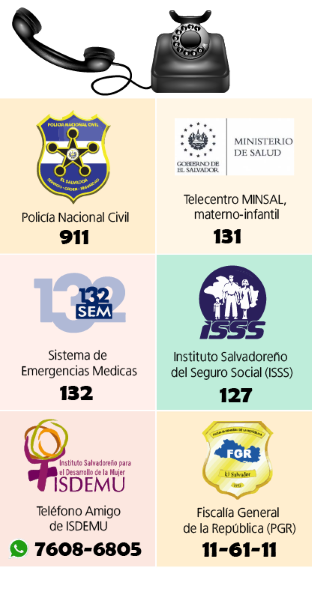 POLICIA NACIONAL CIVIL
EL SALVADOR
Policía Nacional Civil
911
GOBIERNO DE
EL SALVADOR
MINISTERIO
DE SALUD
Telecentro MINSAL,
materno-infantil
131
132
132
SEM
Sistema de
Emergencias Medicas
132
ISSS
Instituto Salvadoreño
del Seguro Social (ISSS)
127
Instituto Salvadoreño para
el Desarrollo de la Mujer
ISDEMU
Teléfono Amigo
de ISDEMU
7608-6805
FGR
El Salvador
Fiscalía General
de la República (PGR)
11-61-11